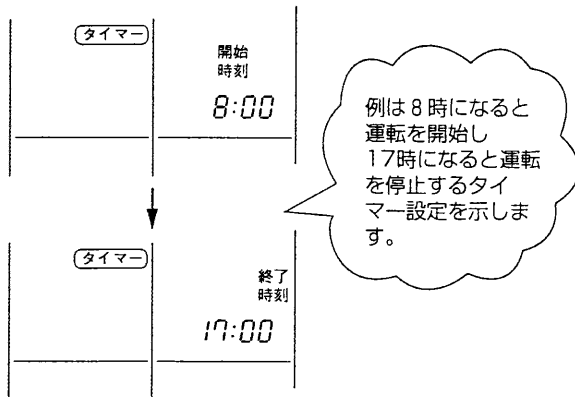 タイマー
開始
時刻
8:00
例は8時になると
運転を開始し
17時になると運転
を停止するタイ
マー設定を示しま
す。
タイマー
終了
時刻
17:00